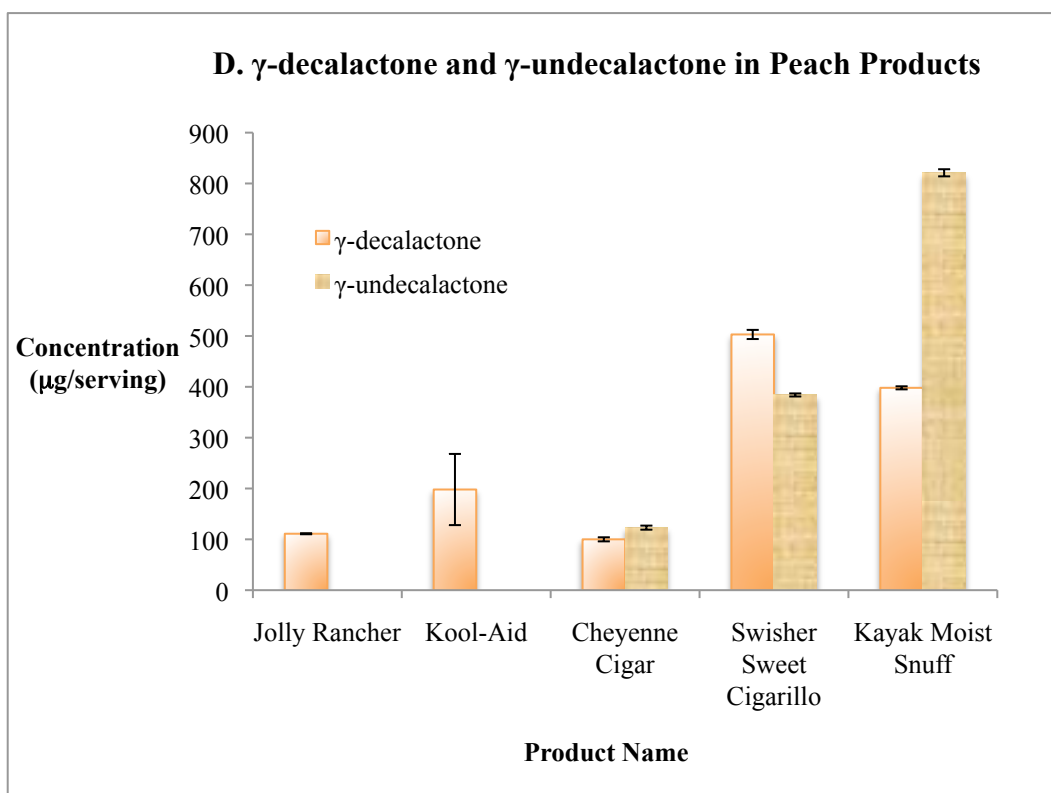 D. γ-decalactone and γ-undecalactone in Peach Products
900
800
700
600
500
400
300
200
100
0
γ-decalactone
γ-undecalactone
Concentration
(μg/serving)
Jolly Rancher
Kool-Aid
Cheyenne
Cigar
Swisher
Sweet
Cigarillo
Kayak Moist
Snuff
Product Name